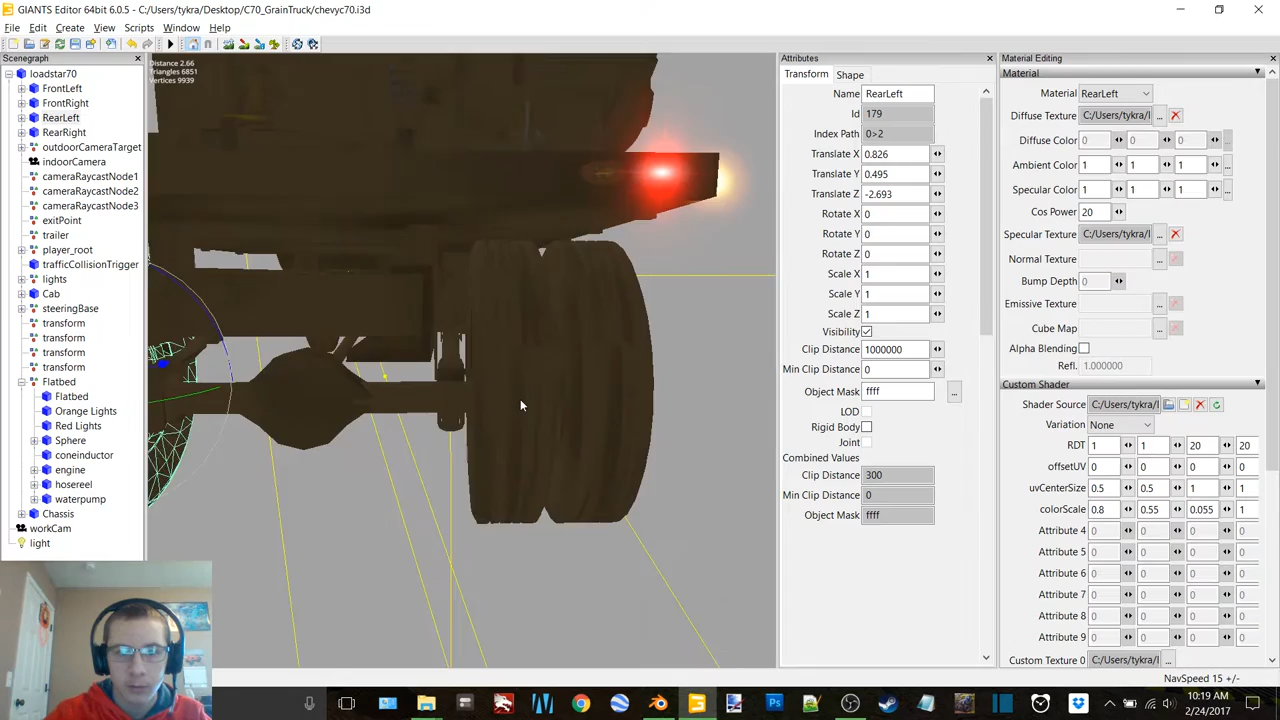 GIANTS Editor 64bit 6.0.5 - C:/Users/tykra/Desktop/C70_GrainTruck/chevyc70.i3d
File Edit Create View Scripts Window Help
Scenegraph
loadstar70
FrontLeft
FrontRight
RearLeft
RearRight
outdoorCameraTarget
indoorCamera
cameraRaycastNode1
cameraRaycastNode2
cameraRaycastNode3
exitPoint
trailer
player_root
trafficCollisionTrigger
lights
Cab
steeringBase
transform
transform
transform
transform
Flatbed
Flatbed
Orange Lights
Red Lights
Sphere
coneinductor
engine
hosereel
waterpump
Chassis
workCam
light
Distance 2.66
Triangles 6851
Vertices 9939
Attributes
Transform Shape
Name RearLeft
Id 179
Index Path 0>2
Translate X 0.826
Translate Y 0.495
Translate Z -2.693
Rotate X 0
Rotate Y 0
Rotate Z 0
Scale X 1
Scale Y 1
Scale Z 1
Visibility
Clip Distance 1000000
Min Clip Distance 0
Object Mask ffff ...
LOD
Rigid Body
Joint
Combined Values
Clip Distance 300
Min Clip Distance 0
Object Mask ffff
Material Editing
Material
Material RearLeft
Diffuse Texture C:/Users/tykra/ ...
Diffuse Color 0 0 0 ...
Ambient Color 1 1 1 ...
Specular Color 1 1 1 ...
Cos Power 20
Specular Texture C:/Users/tykra/ ...
Normal Texture ...
Bump Depth 0
Emissive Texture ...
Cube Map ...
Alpha Blending
Refl. 1.000000
Custom Shader
Shader Source C:/Users/tykra/
Variation None
RDT 1 1 20 20
offsetUV 0 0 0 0
uvCenterSize 0.5 0.5 1 1
colorScale 0.8 0.55 0.055 1
Attribute 4 0 0 0 0
Attribute 5 0 0 0 0
Attribute 6 0 0 0 0
Attribute 7 0 0 0 0
Attribute 8 0 0 0 0
Attribute 9 0 0 0 0
Custom Texture 0 C:/Users/tykra/ ...
NavSpeed 15 +/-
10:19 AM
2/24/2017